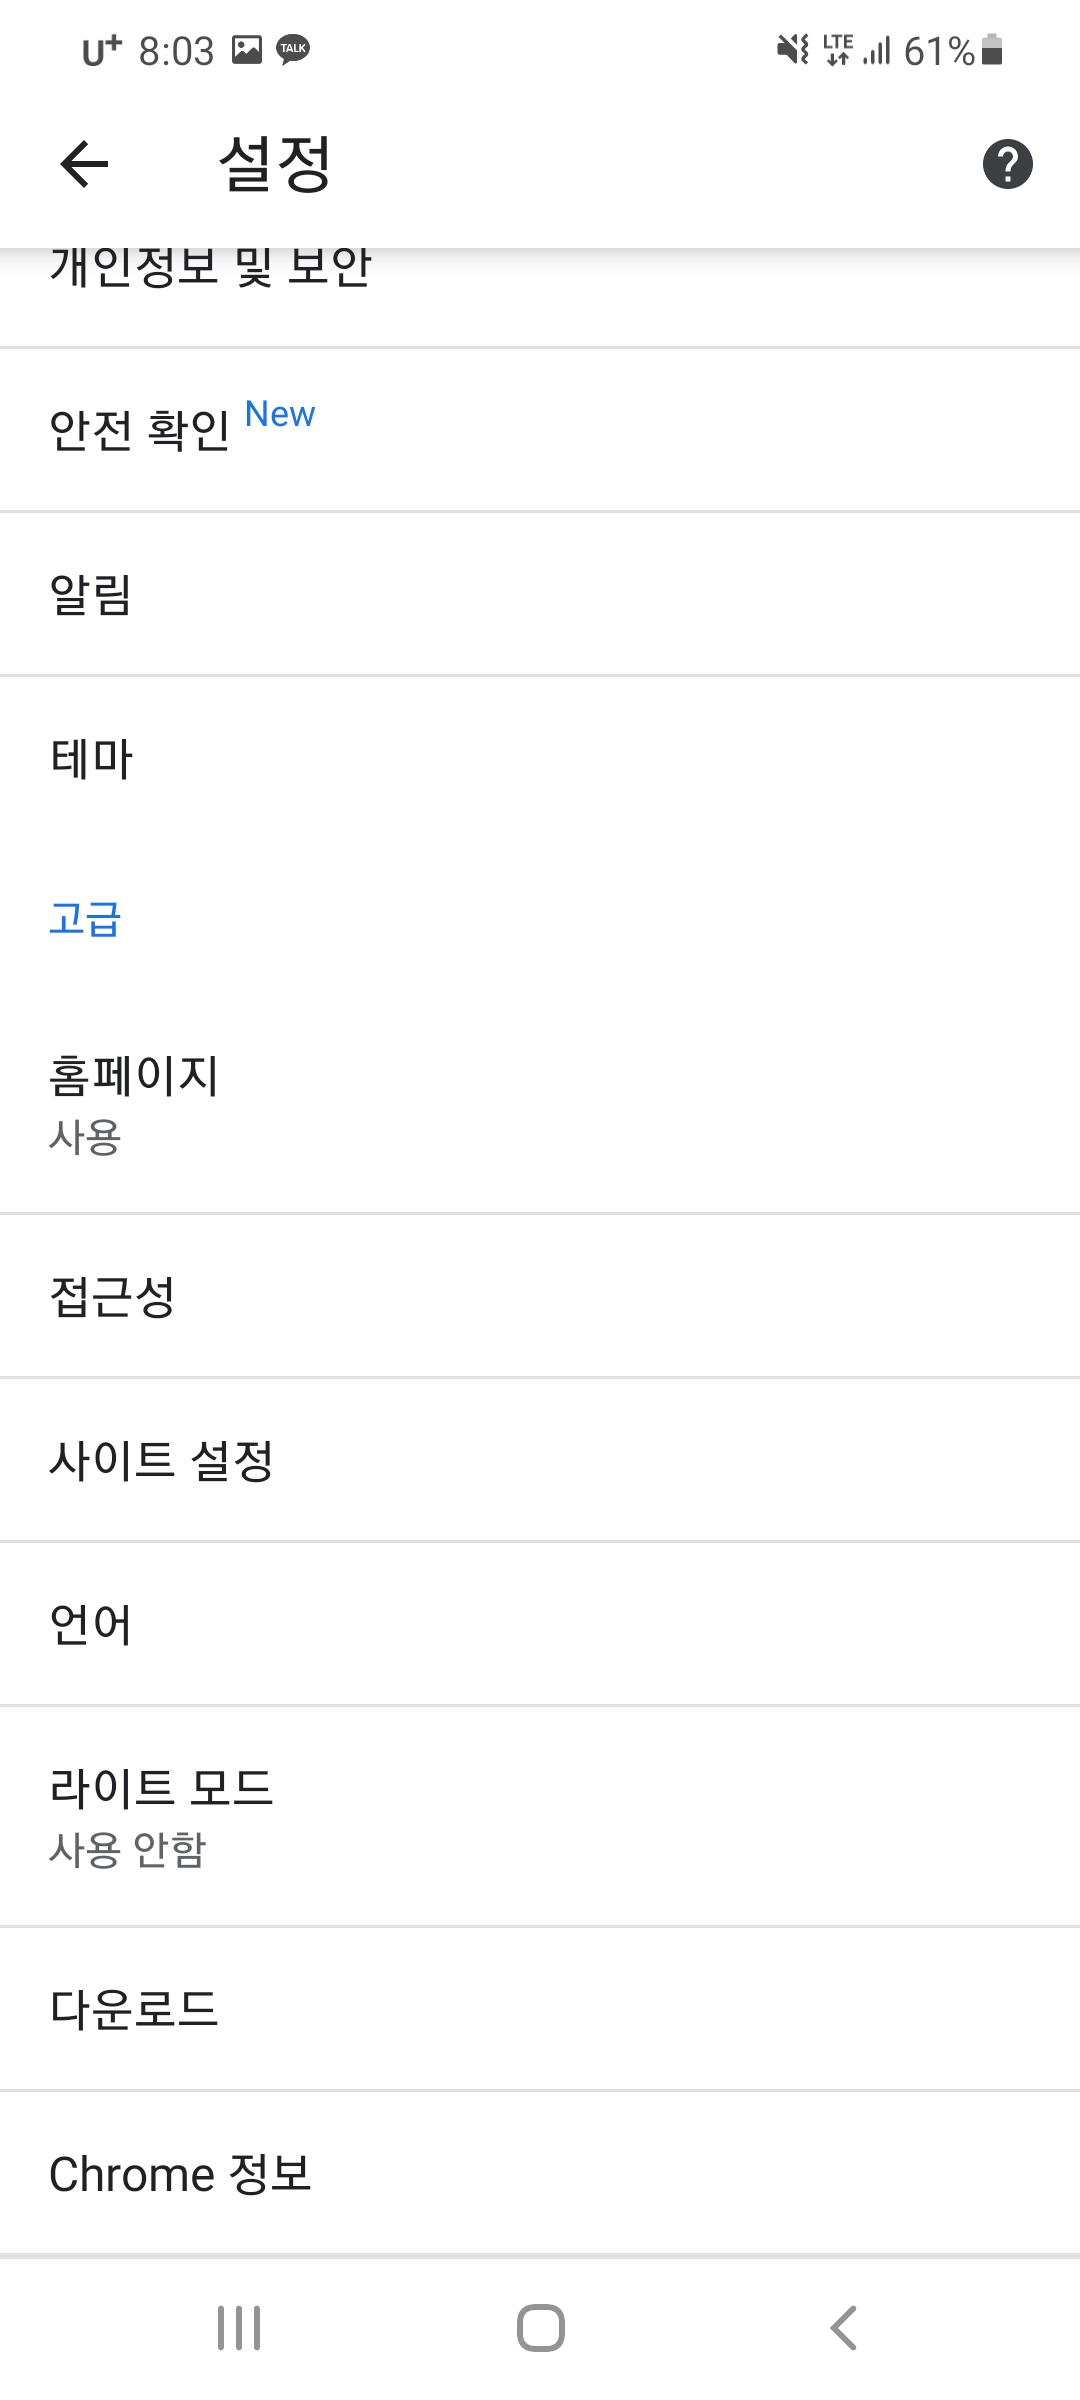 U+ 8:03 TALK LTE 61%
설정
개인정보 및 보안
안전 확인 New
알림
테마
고급
홈페이지
사용
접근성
사이트 설정
언어
라이트 모드
사용 안함
다운로드
Chrome 정보